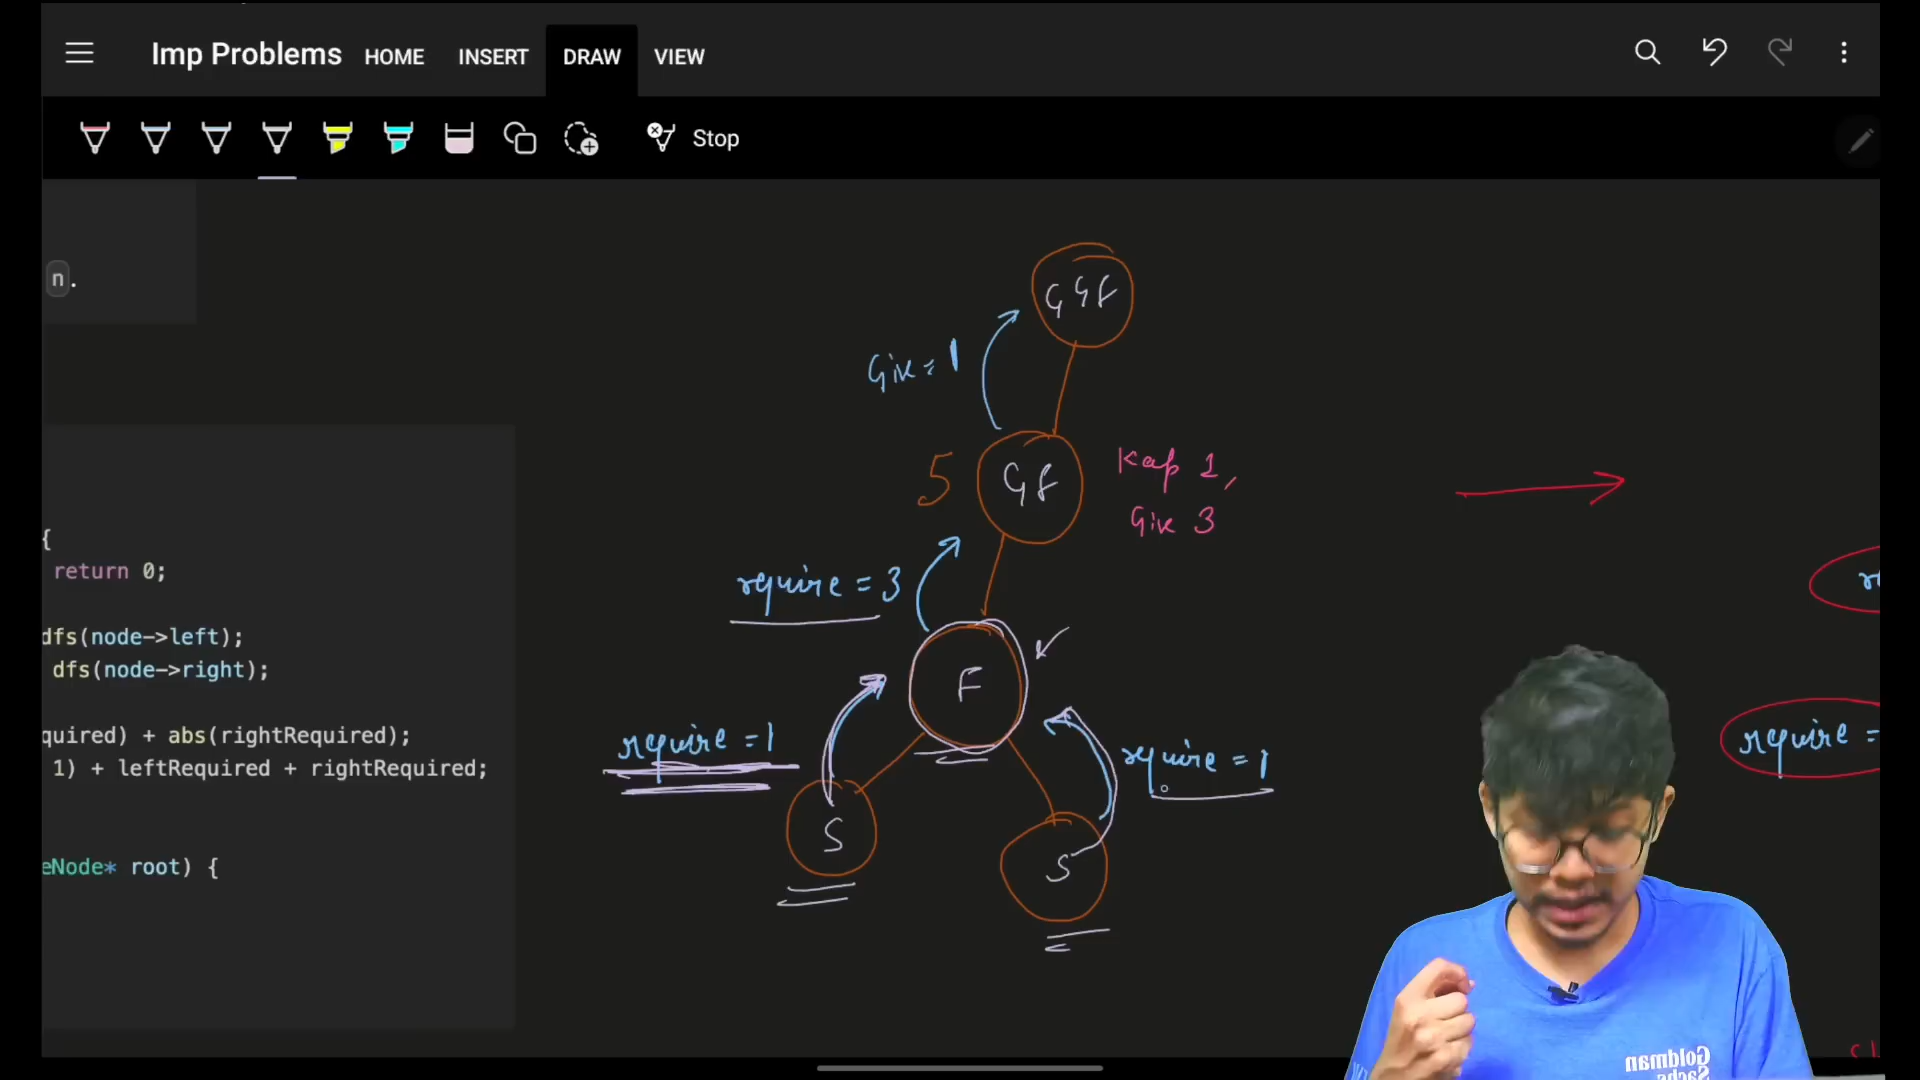 Imp Problems HOME INSERT DRAW VIEW
Stop
n.
GGF
Give = 1
5
GF
Keep 1,
Give 3
require = 3
F
require = 1
require = 1
S
S
{
return 0;
dfs(node->left);
dfs(node->right);
quired) + abs(rightRequired);
1) + leftRequired + rightRequired;
eNode* root) {
require =
Goldman
Sachs